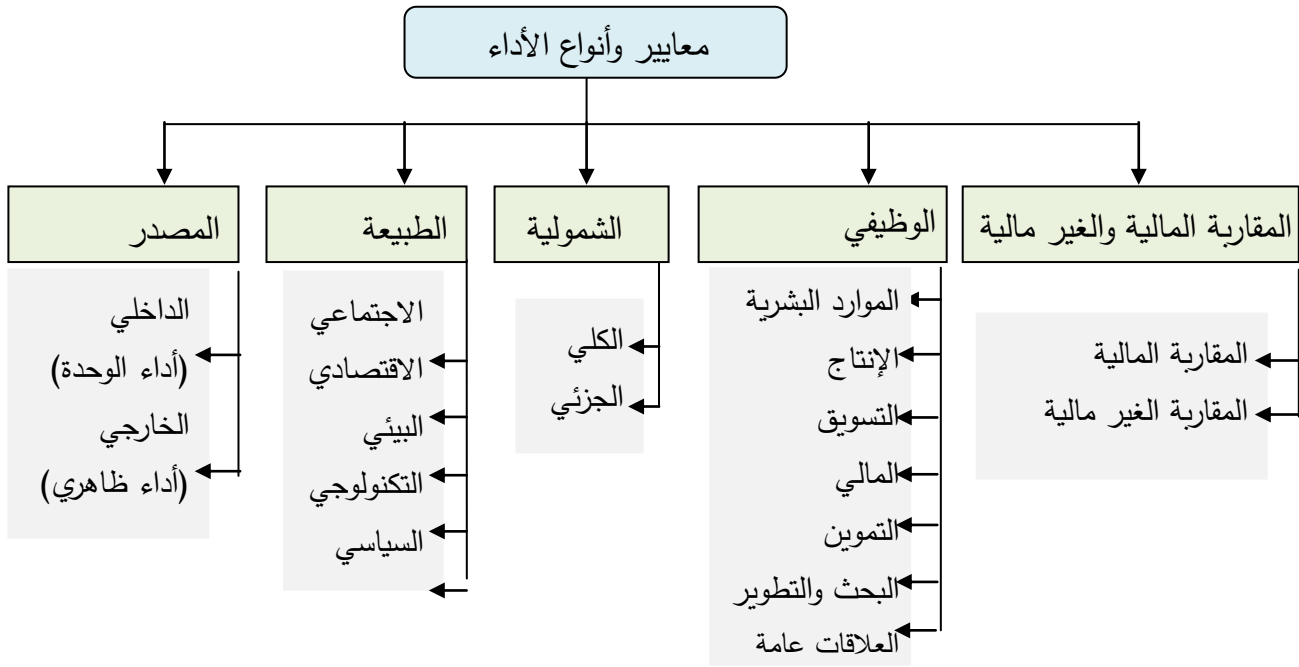 معايير وأنواع الأداء
المقاربة المالية والغير مالية
المقاربة المالية
المقاربة الغير مالية
الوظيفي
الموارد البشرية
الإنتاج
التسويق
المالي
التموين
البحث والتطوير
العلاقات عامة
الشمولية
الكلي
الجزئي
الطبيعة
الاجتماعي
الاقتصادي
البيئي
التكنولوجي
السياسي
المصدر
الداخلي
(أداء الوحدة)
الخارجي
(أداء ظاهري)